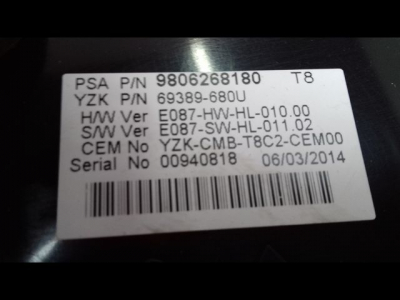 PSA P/N 9806268180 T8
YZK P/N 69389-680U
H/W Ver E087-HW-HL-010.00
S/W Ver E087-SW-HL-011.02
CEM No YZK-CMB-T8C2-CEM00
Serial No 00940818 06/03/2014